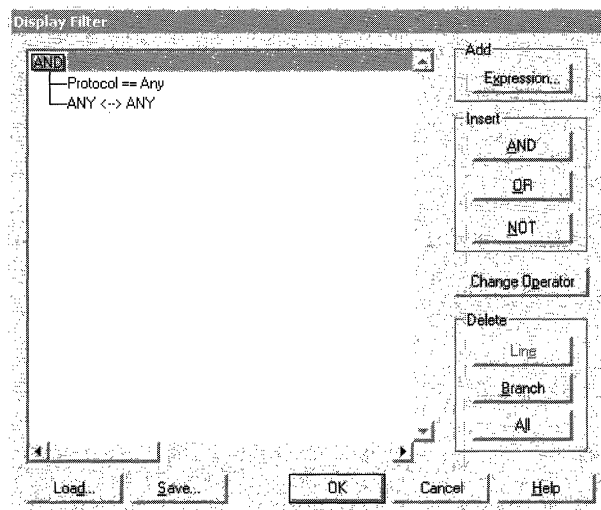 Display Filter
AND
Protocol == Any
ANY <--> ANY
Add
Expression...
Insert
AND
OR
NOT
Change Operator
Delete
Line
Branch
All
Load...
Save...
OK
Cancel
Help